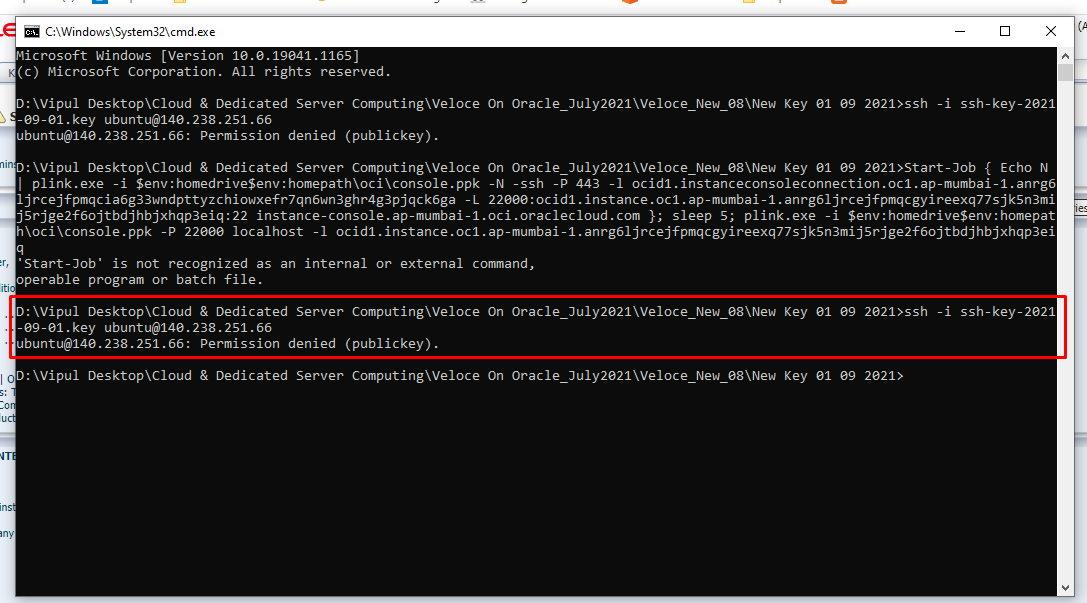 C:\Windows\System32\cmd.exe
Microsoft Windows [Version 10.0.19041.1165]
(c) Microsoft Corporation. All rights reserved.
D:\Vipul Desktop\Cloud & Dedicated Server Computing\Veloce On Oracle_July2021\Veloce_New_08\New Key 01 09 2021>ssh -i ssh-key-2021
-09-01.key ubuntu@140.238.251.66
ubuntu@140.238.251.66: Permission denied (publickey).
D:\Vipul Desktop\Cloud & Dedicated Server Computing\Veloce On Oracle_July2021\Veloce_New_08\New Key 01 09 2021>Start-Job { Echo N
| plink.exe -i $env:homedrive$env:homepath\oci\console.ppk -N -ssh -P 443 -l ocid1.instanceconsoleconnection.oc1.ap-mumbai-1.anrg6
ljrcejfpmqcia6g33wndpttyzchiowxefr7qn6wn3ghr4g3pjqck6ga -L 22000:ocid1.instance.oc1.ap-mumbai-1.anrg6ljrcejfpmqcgyireexq77sjk5n3mi
j5rjge2f6ojtbdjhbjxhqp3eiq:22 instance-console.ap-mumbai-1.oci.oraclecloud.com }; sleep 5; plink.exe -i $env:homedrive$env:homepat
h\oci\console.ppk -P 22000 localhost -l ocid1.instance.oc1.ap-mumbai-1.anrg6ljrcejfpmqcgyireexq77sjk5n3mij5rjge2f6ojtbdjhbjxhqp3ei
q
'Start-Job' is not recognized as an internal or external command,
operable program or batch file.
D:\Vipul Desktop\Cloud & Dedicated Server Computing\Veloce On Oracle_July2021\Veloce_New_08\New Key 01 09 2021>ssh -i ssh-key-2021
-09-01.key ubuntu@140.238.251.66
ubuntu@140.238.251.66: Permission denied (publickey).
D:\Vipul Desktop\Cloud & Dedicated Server Computing\Veloce On Oracle_July2021\Veloce_New_08\New Key 01 09 2021>